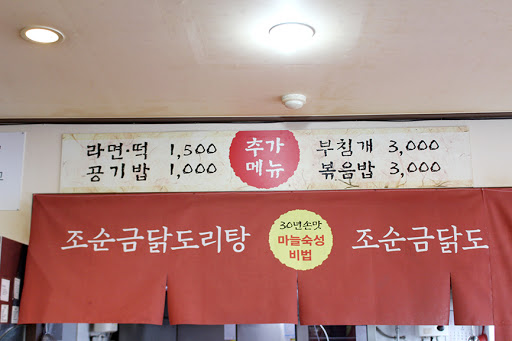 라면·떡 1,500
공기밥 1,000
추가
메뉴
부침개 3,000
볶음밥 3,000
조순금닭도리탕
30년손맛
마늘숙성
비법
조순금닭도